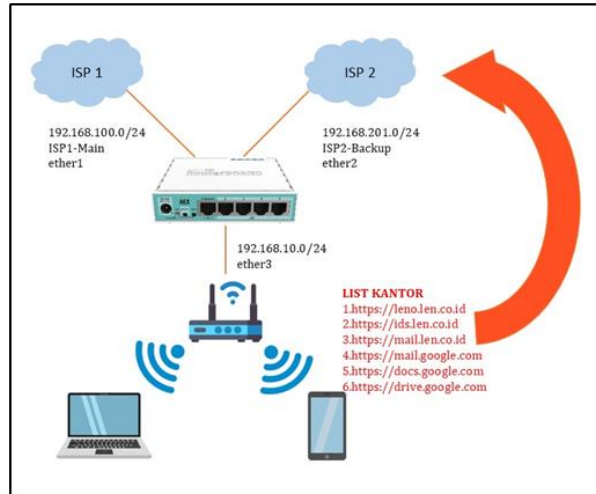 ISP 1
ISP 2
192.168.100.0/24
ISP1-Main
ether1
192.168.201.0/24
ISP2-Backup
ether2
192.168.10.0/24
ether3
LIST KANTOR
1.https://leno.len.co.id
2.https://ids.len.co.id
3.https://mail.len.co.id
4.https://mail.google.com
5.https://docs.google.com
6.https://drive.google.com